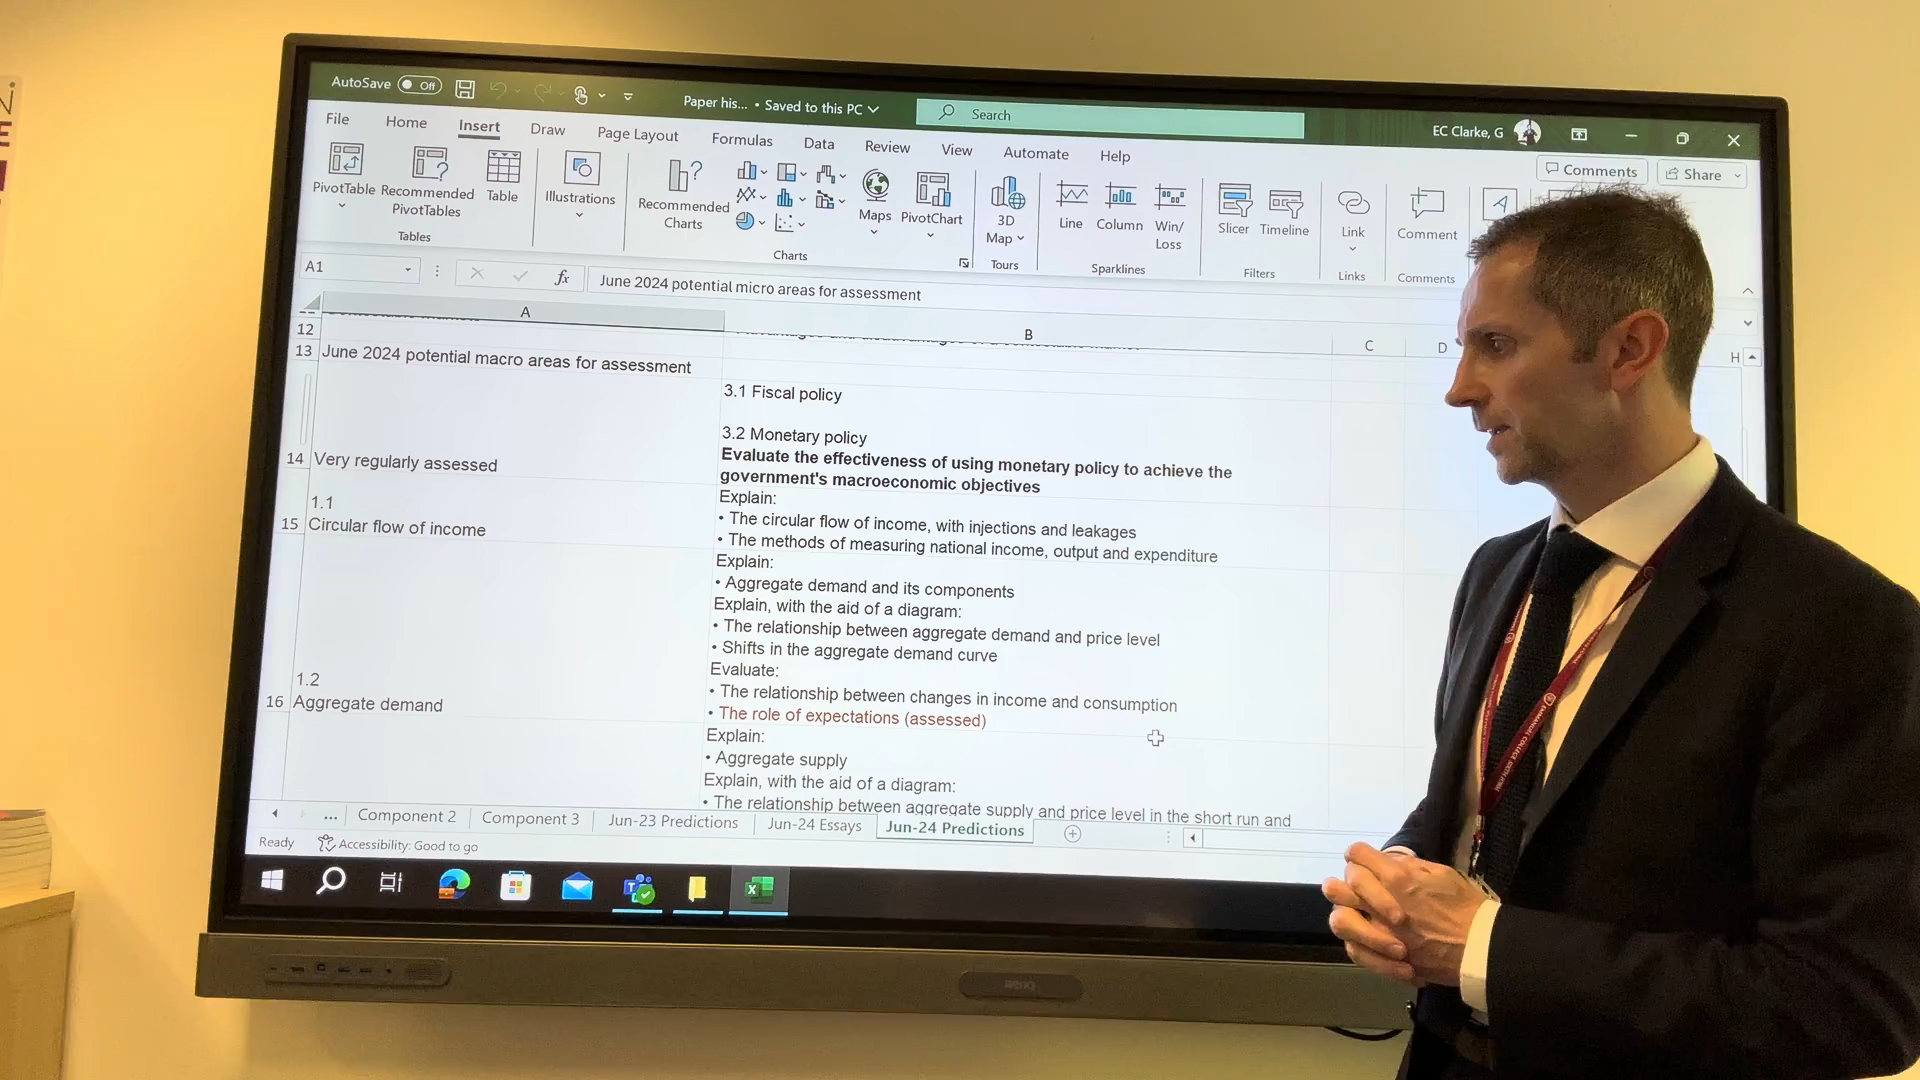 AutoSave Off Paper his... • Saved to this PC Search EC Clarke, G
File Home Insert Draw Page Layout Formulas Data Review View Automate Help
Comments Share
PivotTable Recommended PivotTables Table Illustrations Recommended Charts Maps PivotChart 3D Map Line Column Win/Loss Slicer Timeline Link Comment
Tables Charts Tours Sparklines Filters Links Comments
A1 fx June 2024 potential micro areas for assessment
A B C D H
12
13 June 2024 potential macro areas for assessment
3.1 Fiscal policy
3.2 Monetary policy
Evaluate the effectiveness of using monetary policy to achieve the
government's macroeconomic objectives
14 Very regularly assessed
Explain:
1.1
• The circular flow of income, with injections and leakages
15 Circular flow of income
• The methods of measuring national income, output and expenditure
Explain:
• Aggregate demand and its components
Explain, with the aid of a diagram:
• The relationship between aggregate demand and price level
• Shifts in the aggregate demand curve
Evaluate:
1.2
• The relationship between changes in income and consumption
16 Aggregate demand
• The role of expectations (assessed)
Explain:
• Aggregate supply
Explain, with the aid of a diagram:
• The relationship between aggregate supply and price level in the short run and
... Component 2 Component 3 Jun-23 Predictions Jun-24 Essays Jun-24 Predictions
Ready Accessibility: Good to go